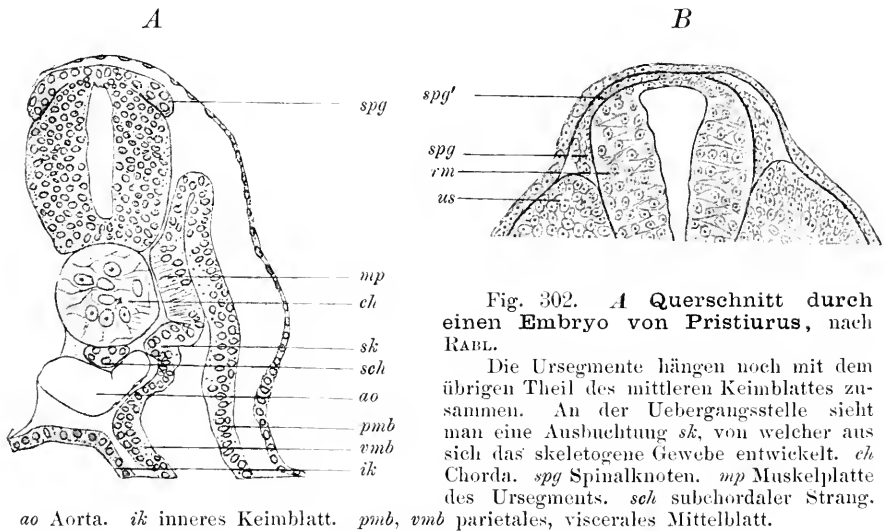 A
B
spg
mp
ch
sk
sch
ao
pmb
vmb
ik
spg'
spg
rm
us
Fig. 302. A Querschnitt durch
einen Embryo von Pristiurus, nach
RABL.
Die Ursegmente hängen noch mit dem
übrigen Theil des mittleren Keimblattes zu-
sammen. An der Uebergangsstelle sieht
man eine Ausbuchtung sk, von welcher aus
sich das skeletogene Gewebe entwickelt. ch
Chorda. spg Spinalknoten. mp Muskelplatte
des Ursegments. sch subchordaler Strang.
ao Aorta. ik inneres Keimblatt. pmb, vmb parietales, viscerales Mittelblatt.